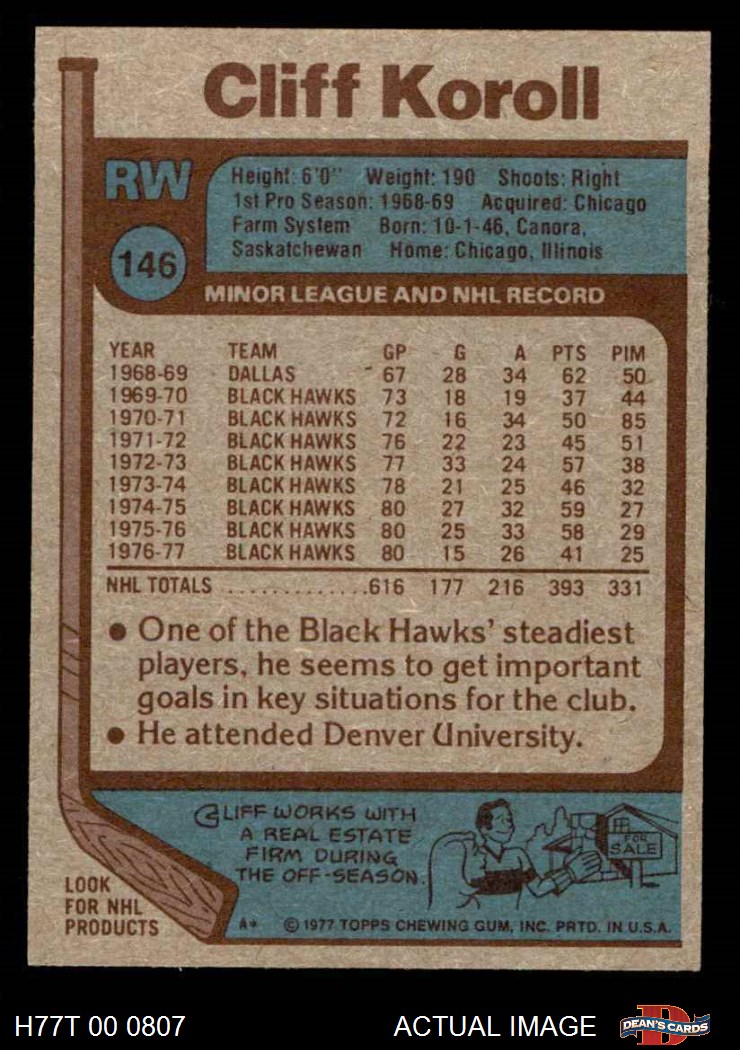 Cliff Koroll
RW
Height: 6'0" Weight: 190 Shoots: Right
1st Pro Season: 1968-69 Acquired: Chicago
Farm System Born: 10-1-46, Canora,
Saskatchewan Home: Chicago, Illinois
146
MINOR LEAGUE AND NHL RECORD
YEAR TEAM GP G A PTS PIM
1968-69 DALLAS 67 28 34 62 50
1969-70 BLACK HAWKS 73 18 19 37 44
1970-71 BLACK HAWKS 72 16 34 50 85
1971-72 BLACK HAWKS 76 22 23 45 51
1972-73 BLACK HAWKS 77 33 24 57 38
1973-74 BLACK HAWKS 78 21 25 46 32
1974-75 BLACK HAWKS 80 27 32 59 27
1975-76 BLACK HAWKS 80 25 33 58 29
1976-77 BLACK HAWKS 80 15 26 41 25
NHL TOTALS .............616 177 216 393 331
● One of the Black Hawks' steadiest
players, he seems to get important
goals in key situations for the club.
● He attended Denver University.
CLIFF WORKS WITH
A REAL ESTATE
FIRM DURING
THE OFF-SEASON.
FOR
SALE
LOOK
FOR NHL
PRODUCTS
A* © 1977 TOPPS CHEWING GUM, INC. PRTD. IN U.S.A.
H77T 00 0807 ACTUAL IMAGE
D
DEAN'S CARDS